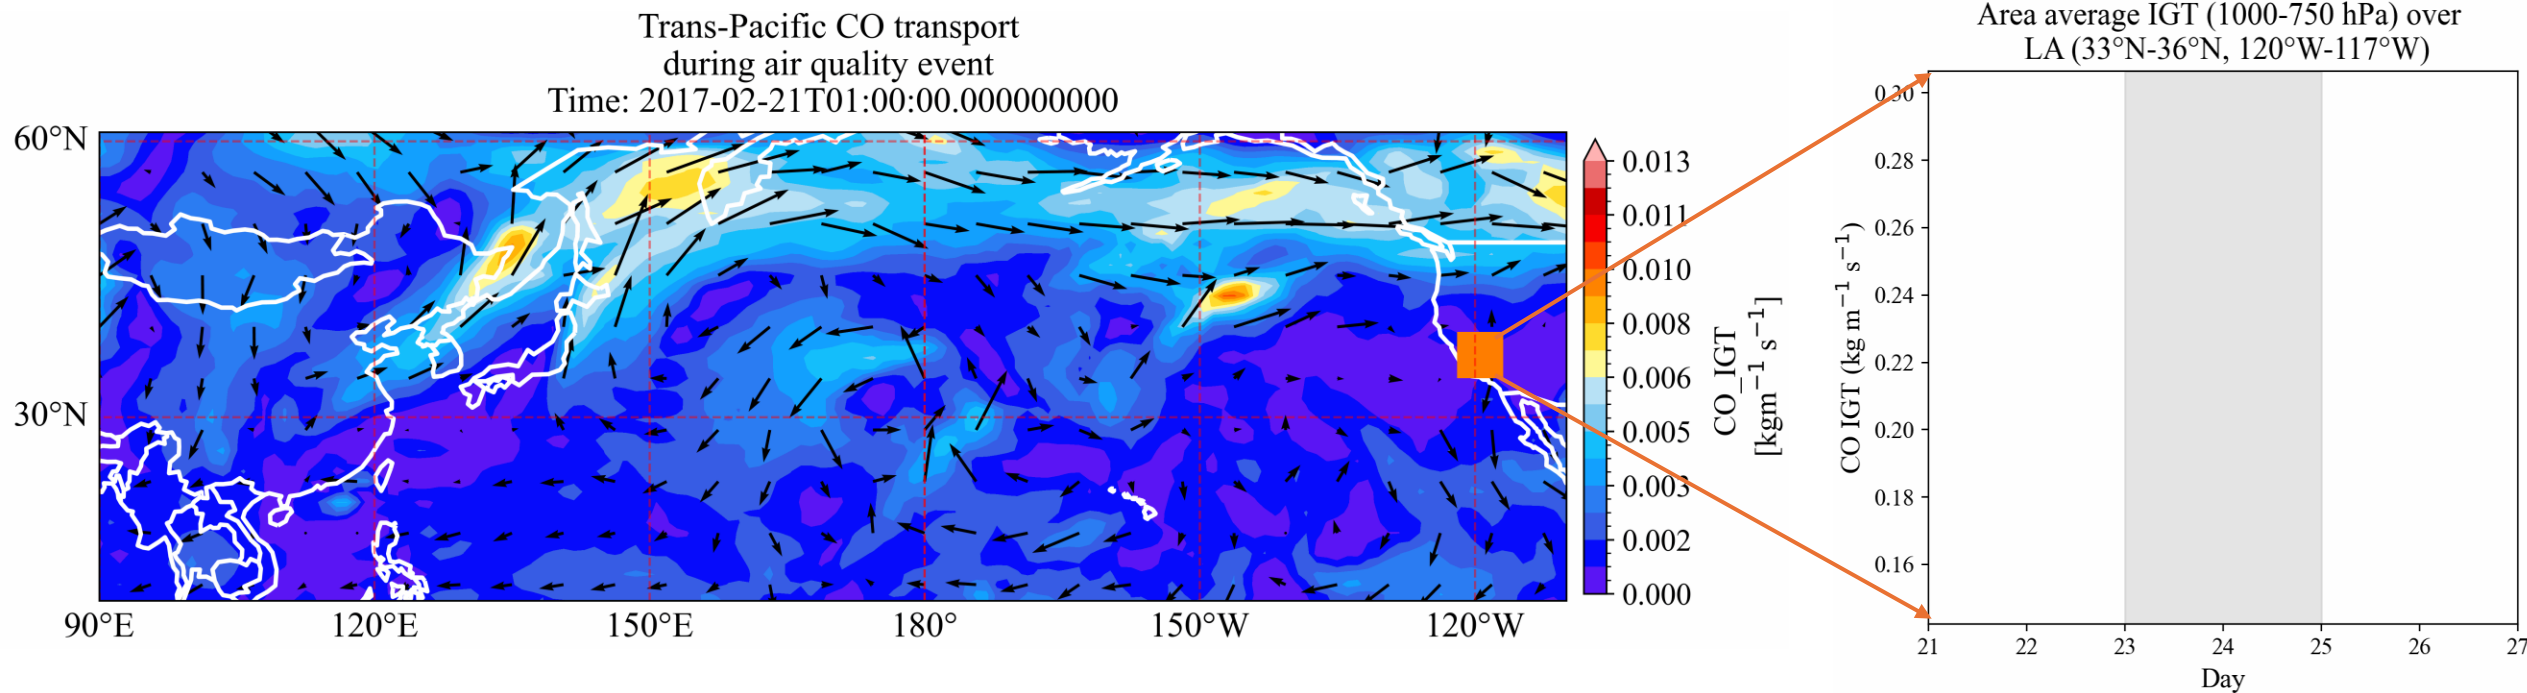 Trans-Pacific CO transport
during air quality event
Time: 2017-02-21T01:00:00.000000000
60°N
30°N
90°E
120°E
150°E
180°
150°W
120°W
0.013
0.011
0.010
0.008
0.006
0.005
0.003
0.002
0.000
CO_IGT
[kgm⁻¹ s⁻¹]
Area average IGT (1000-750 hPa) over
LA (33°N-36°N, 120°W-117°W)
CO IGT (kg m⁻¹ s⁻¹)
0.30
0.28
0.26
0.24
0.22
0.20
0.18
0.16
21
22
23
24
25
26
27
Day